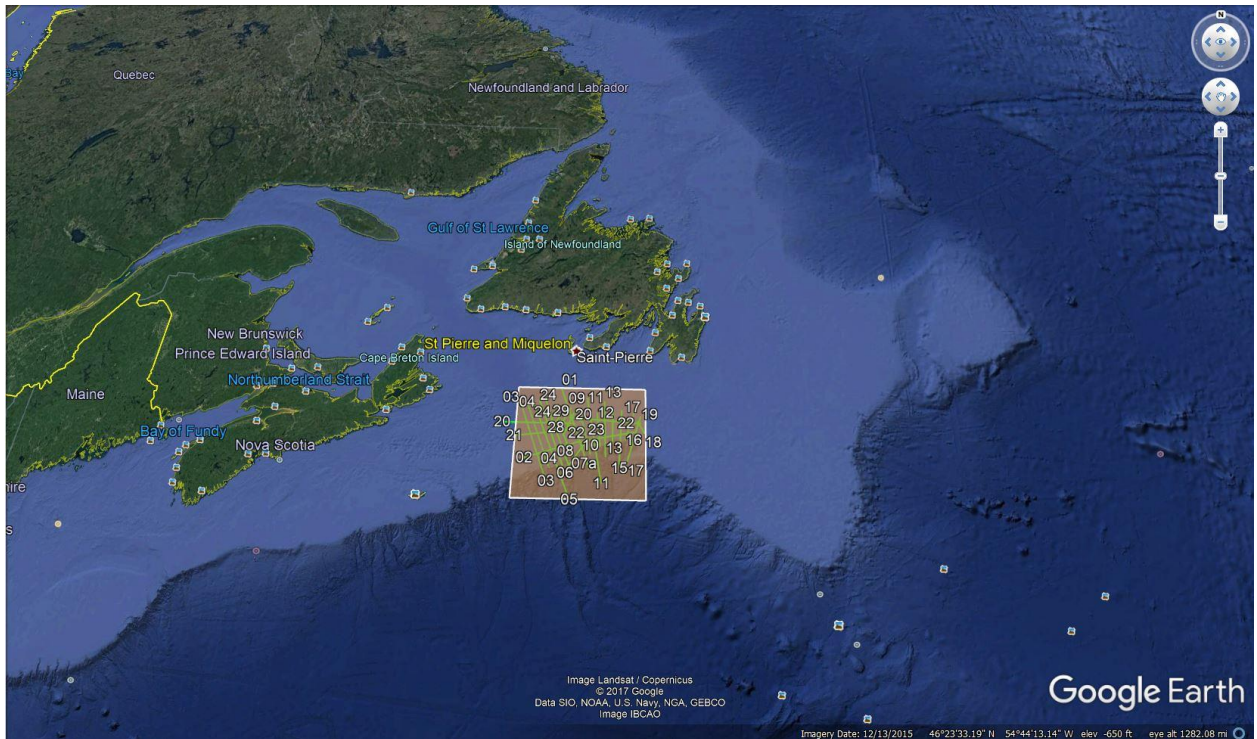 N
Quebec
Bay
Newfoundland and Labrador
Gulf of St Lawrence
Island of Newfoundland
New Brunswick
St Pierre and Miquelon
Saint-Pierre
Prince Edward Island
Cape Breton Island
Northumberland Strait
Maine
Bay of Fundy
Nova Scotia
hire
s
01
03 04 24 09 11 13
24 29 20 12 17 19
20 28 22 23 22
21 10 16 18
02 04 08 13
06 07a 15 17
03 11
05
Image Landsat / Copernicus
© 2017 Google
Data SIO, NOAA, U.S. Navy, NGA, GEBCO
Image IBCAO
Google Earth
Imagery Date: 12/13/2015 46°23'33.19" N 54°44'13.14" W elev -650 ft eye alt 1282.08 mi